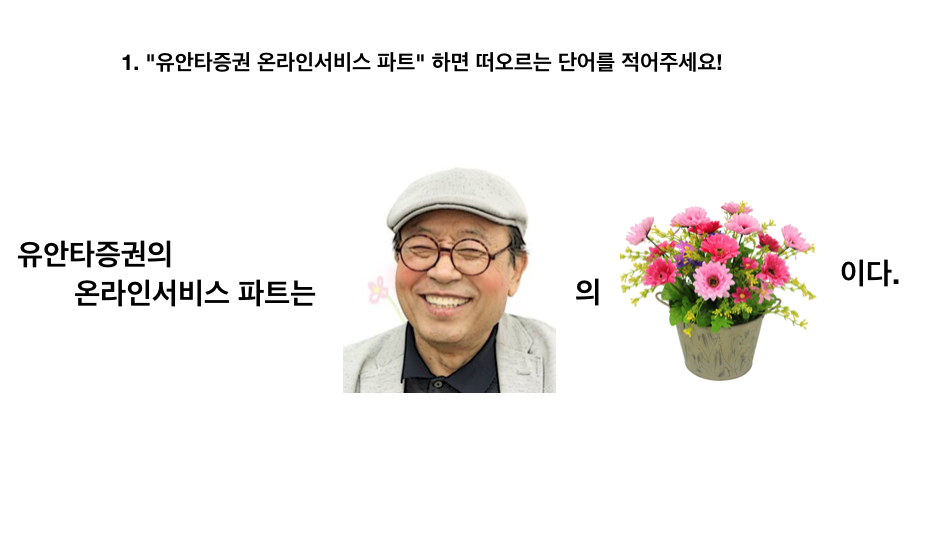 1. "유안타증권 온라인서비스 파트" 하면 떠오르는 단어를 적어주세요!
유안타증권의
온라인서비스 파트는
의
이다.